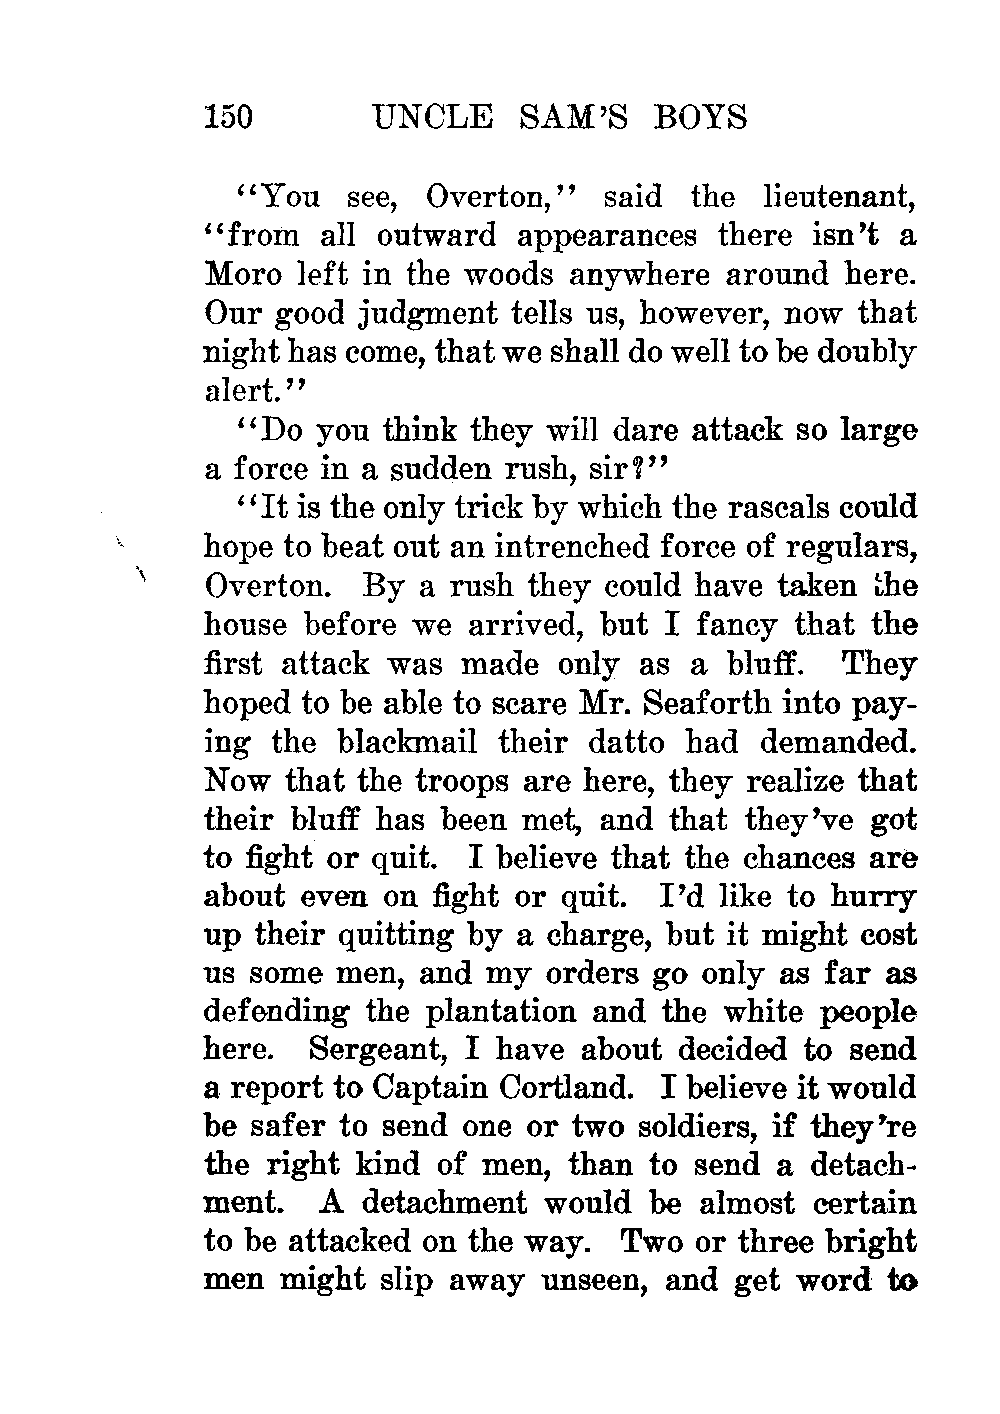 150 UNCLE SAM'S BOYS
"You see, Overton," said the lieutenant,
"from all outward appearances there isn't a
Moro left in the woods anywhere around here.
Our good judgment tells us, however, now that
night has come, that we shall do well to be doubly
alert."
"Do you think they will dare attack so large
a force in a sudden rush, sir?"
"It is the only trick by which the rascals could
hope to beat out an intrenched force of regulars,
Overton. By a rush they could have taken the
house before we arrived, but I fancy that the
first attack was made only as a bluff. They
hoped to be able to scare Mr. Seaforth into pay-
ing the blackmail their datto had demanded.
Now that the troops are here, they realize that
their bluff has been met, and that they've got
to fight or quit. I believe that the chances are
about even on fight or quit. I'd like to hurry
up their quitting by a charge, but it might cost
us some men, and my orders go only as far as
defending the plantation and the white people
here. Sergeant, I have about decided to send
a report to Captain Cortland. I believe it would
be safer to send one or two soldiers, if they're
the right kind of men, than to send a detach-
ment. A detachment would be almost certain
to be attacked on the way. Two or three bright
men might slip away unseen, and get word to